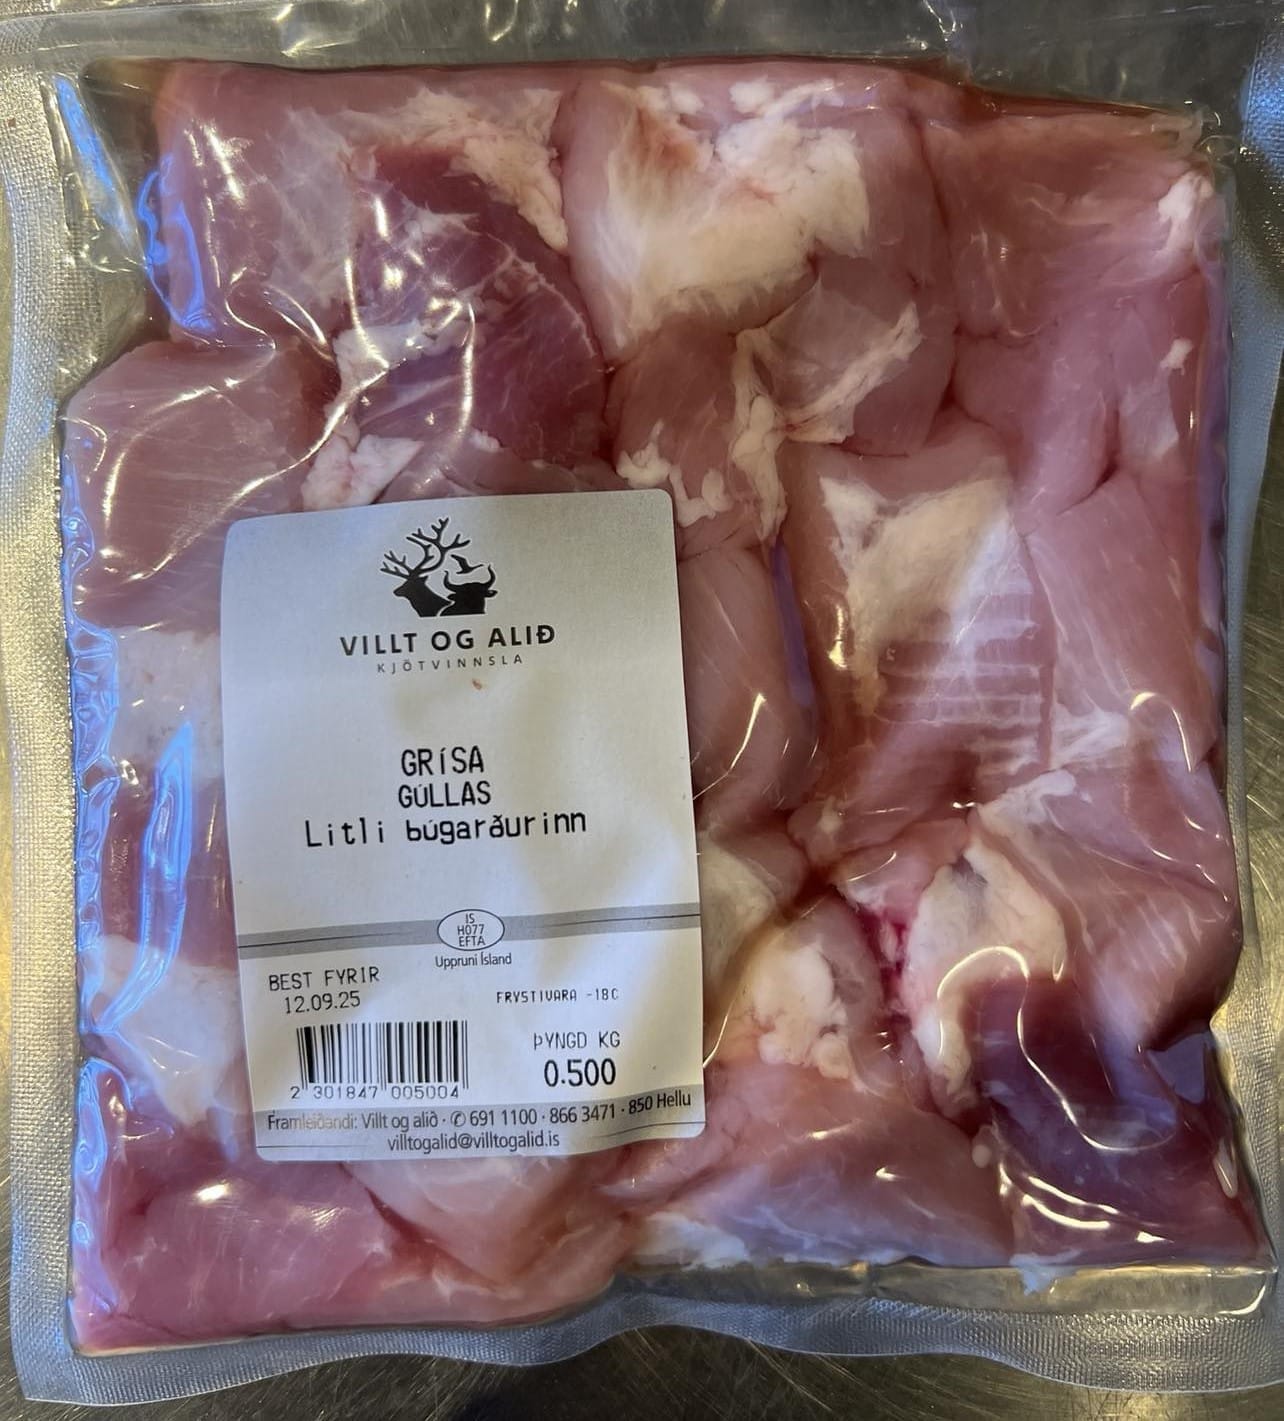 VILLT OG ALIÐ
KJÖTVINNSLA
GRÍSA
GÚLLAS
Litli búgarðurinn
IS
H077
EFTA
Uppruni Ísland
BEST FYRIR
12.09.25
FRYSTIVARA -18C
ÞYNGD KG
0.500
2 301847 005004
Framleiðandi: Villt og alið · ✆ 691 1100 · 866 3471 · 850 Hellu
villtogalid@villtogalid.is